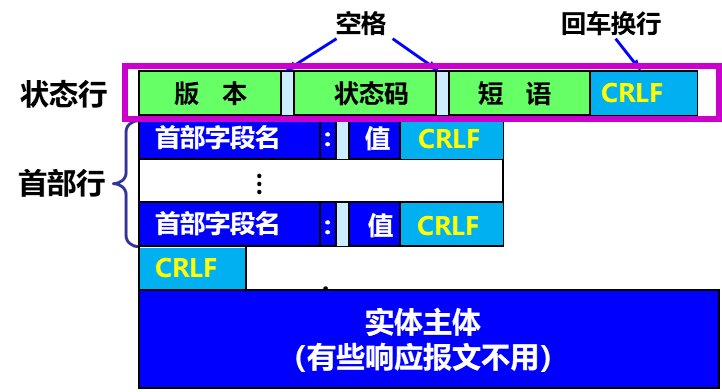 空格 回车换行
状态行 版 本 状态码 短 语 CRLF
首部字段名 : 值 CRLF
首部行 ⋮
首部字段名 : 值 CRLF
CRLF
实体主体
（有些响应报文不用）